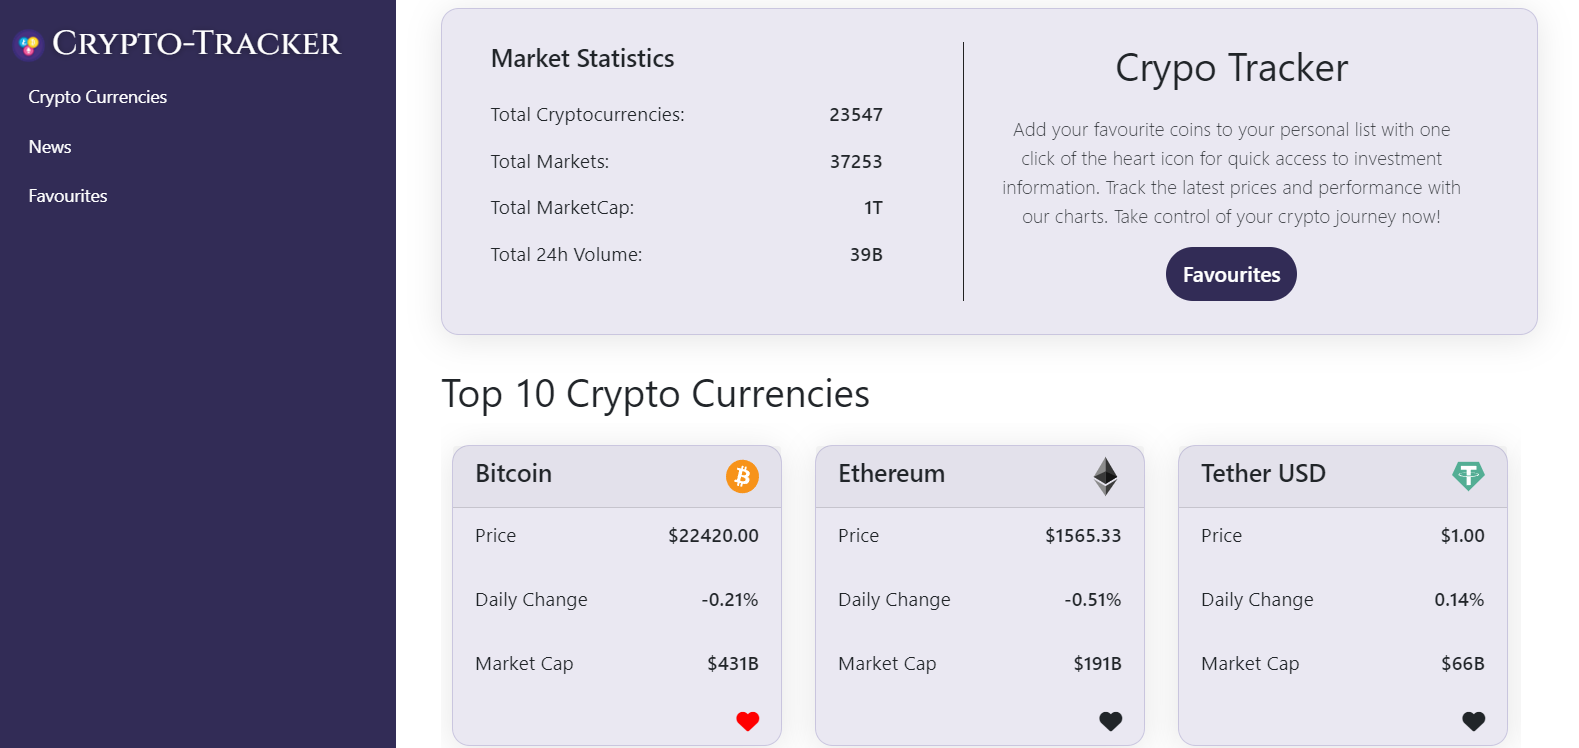 Crypto-Tracker
Crypto Currencies
News
Favourites
Market Statistics
Total Cryptocurrencies: 23547
Total Markets: 37253
Total MarketCap: 1T
Total 24h Volume: 39B
Crypo Tracker
Add your favourite coins to your personal list with one
click of the heart icon for quick access to investment
information. Track the latest prices and performance with
our charts. Take control of your crypto journey now!
Favourites
Top 10 Crypto Currencies
Bitcoin
Price $22420.00
Daily Change -0.21%
Market Cap $431B
Ethereum
Price $1565.33
Daily Change -0.51%
Market Cap $191B
Tether USD
Price $1.00
Daily Change 0.14%
Market Cap $66B